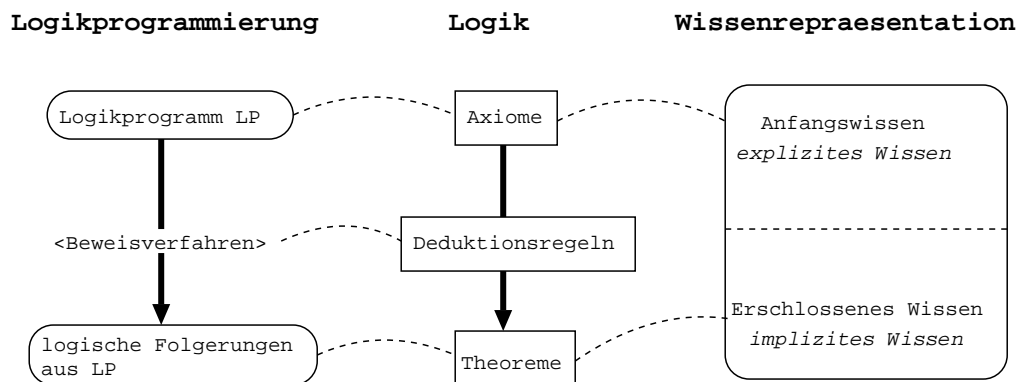 Logikprogrammierung
Logik
Wissenrepraesentation
Logikprogramm LP
Axiome
Anfangswissen
explizites Wissen
<Beweisverfahren>
Deduktionsregeln
Erschlossenes Wissen
implizites Wissen
logische Folgerungen
aus LP
Theoreme